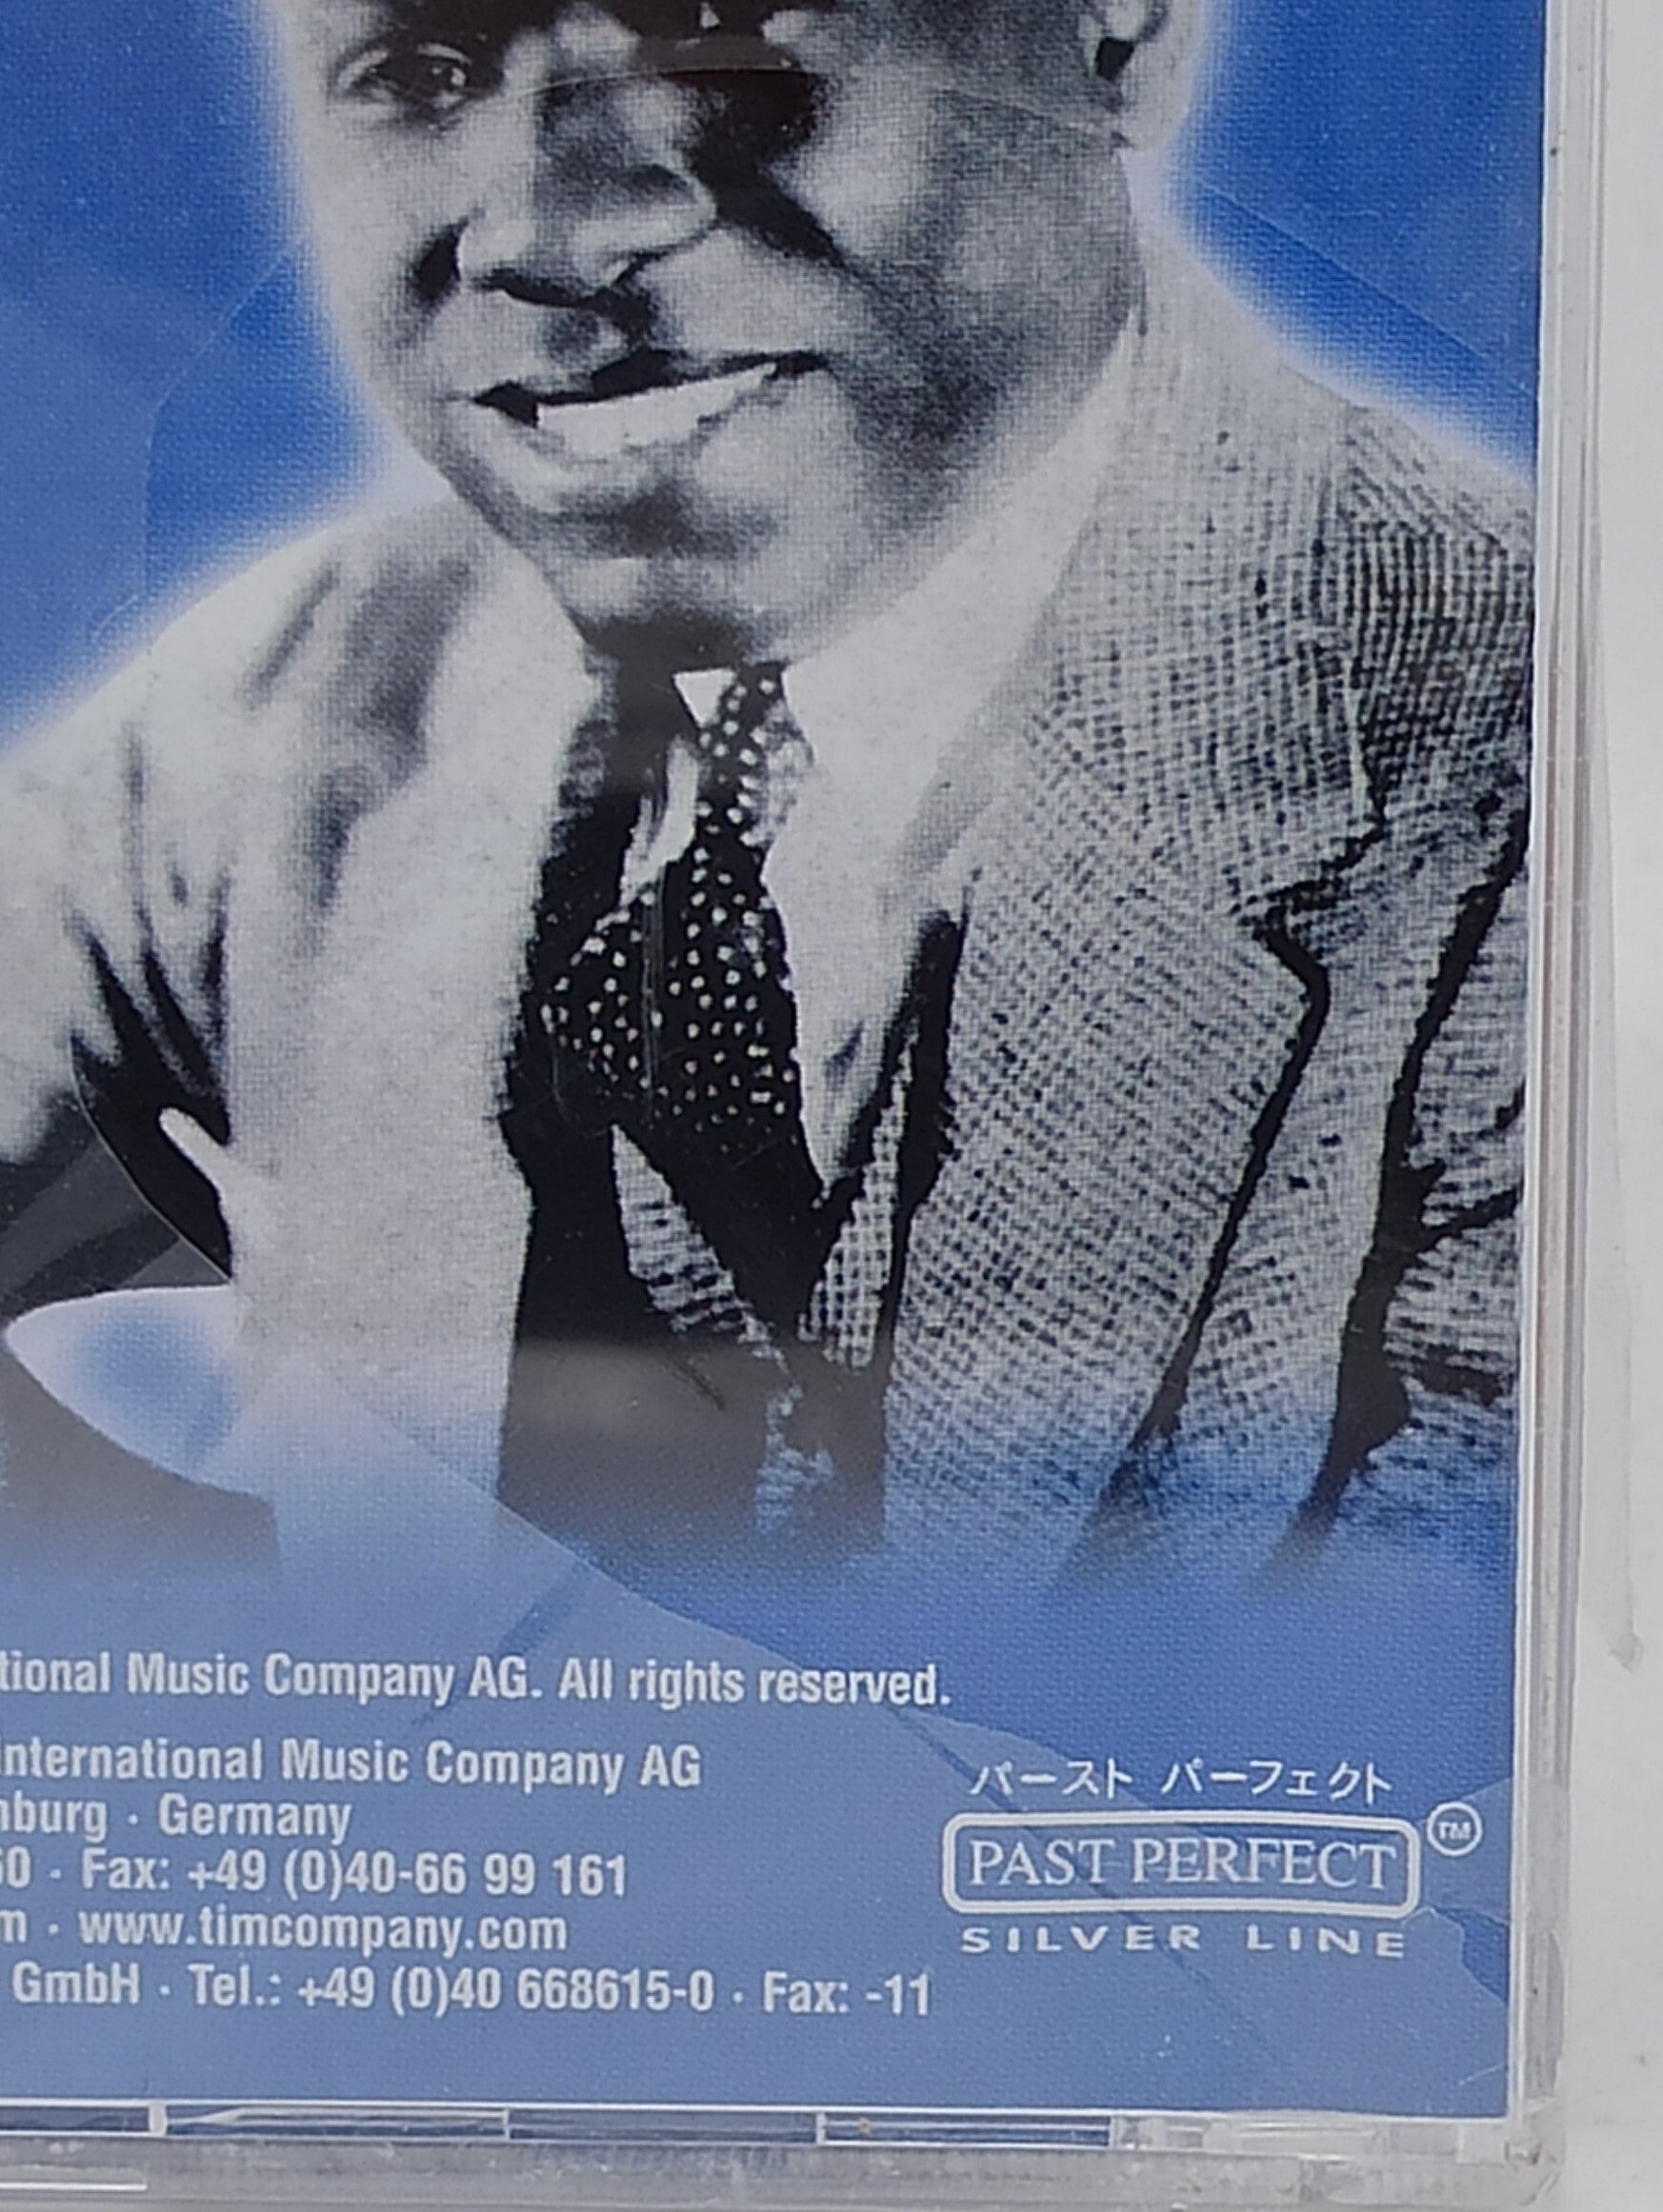 tional Music Company AG. All rights reserved.
International Music Company AG
nburg · Germany
60 · Fax: +49 (0)40-66 99 161
m · www.timcompany.com
GmbH · Tel.: +49 (0)40 668615-0 · Fax: -11
パースト パーフェクト
PAST PERFECT TM
SILVER LINE